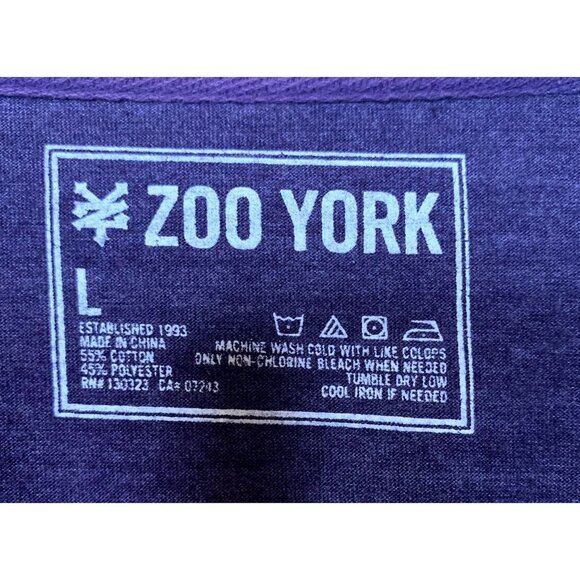 ZOO YORK
L
ESTABLISHED 1993
MADE IN CHINA
55% COTTON
45% POLYESTER
RN# 130323 CA# 07243
MACHINE WASH COLD WITH LIKE COLORS
ONLY NON-CHLORINE BLEACH WHEN NEEDED
TUMBLE DRY LOW
COOL IRON IF NEEDED